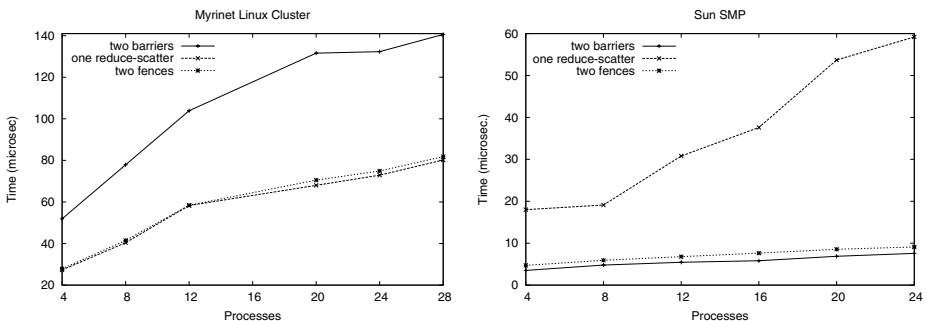 Myrinet Linux Cluster
two barriers
one reduce-scatter
two fences
Time (microsec)
140
120
100
80
60
40
20
4 8 12 16 20 24 28
Processes
Sun SMP
two barriers
one reduce-scatter
two fences
Time (microsec.)
60
50
40
30
20
10
0
4 8 12 16 20 24
Processes